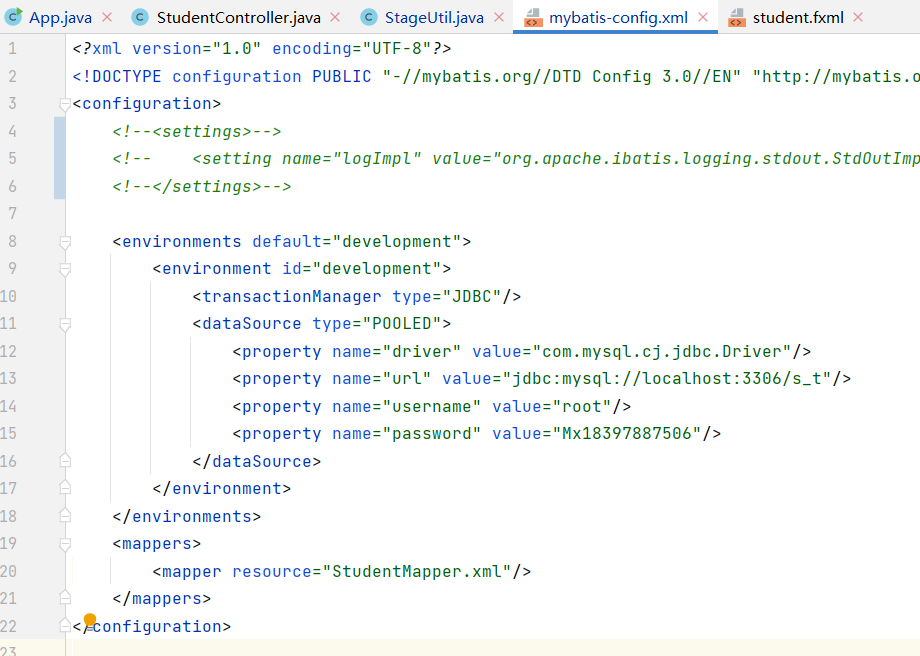 App.java StudentController.java StageUtil.java mybatis-config.xml student.fxml
1 <?xml version="1.0" encoding="UTF-8"?>
2 <!DOCTYPE configuration PUBLIC "-//mybatis.org//DTD Config 3.0//EN" "http://mybatis.o
3 <configuration>
4 <!--<settings>-->
5 <!-- <setting name="logImpl" value="org.apache.ibatis.logging.stdout.StdOutImp
6 <!--</settings>-->
7
8 <environments default="development">
9 <environment id="development">
10 <transactionManager type="JDBC"/>
11 <dataSource type="POOLED">
12 <property name="driver" value="com.mysql.cj.jdbc.Driver"/>
13 <property name="url" value="jdbc:mysql://localhost:3306/s_t"/>
14 <property name="username" value="root"/>
15 <property name="password" value="Mx18397887506"/>
16 </dataSource>
17 </environment>
18 </environments>
19 <mappers>
20 <mapper resource="StudentMapper.xml"/>
21 </mappers>
22 </configuration>
23